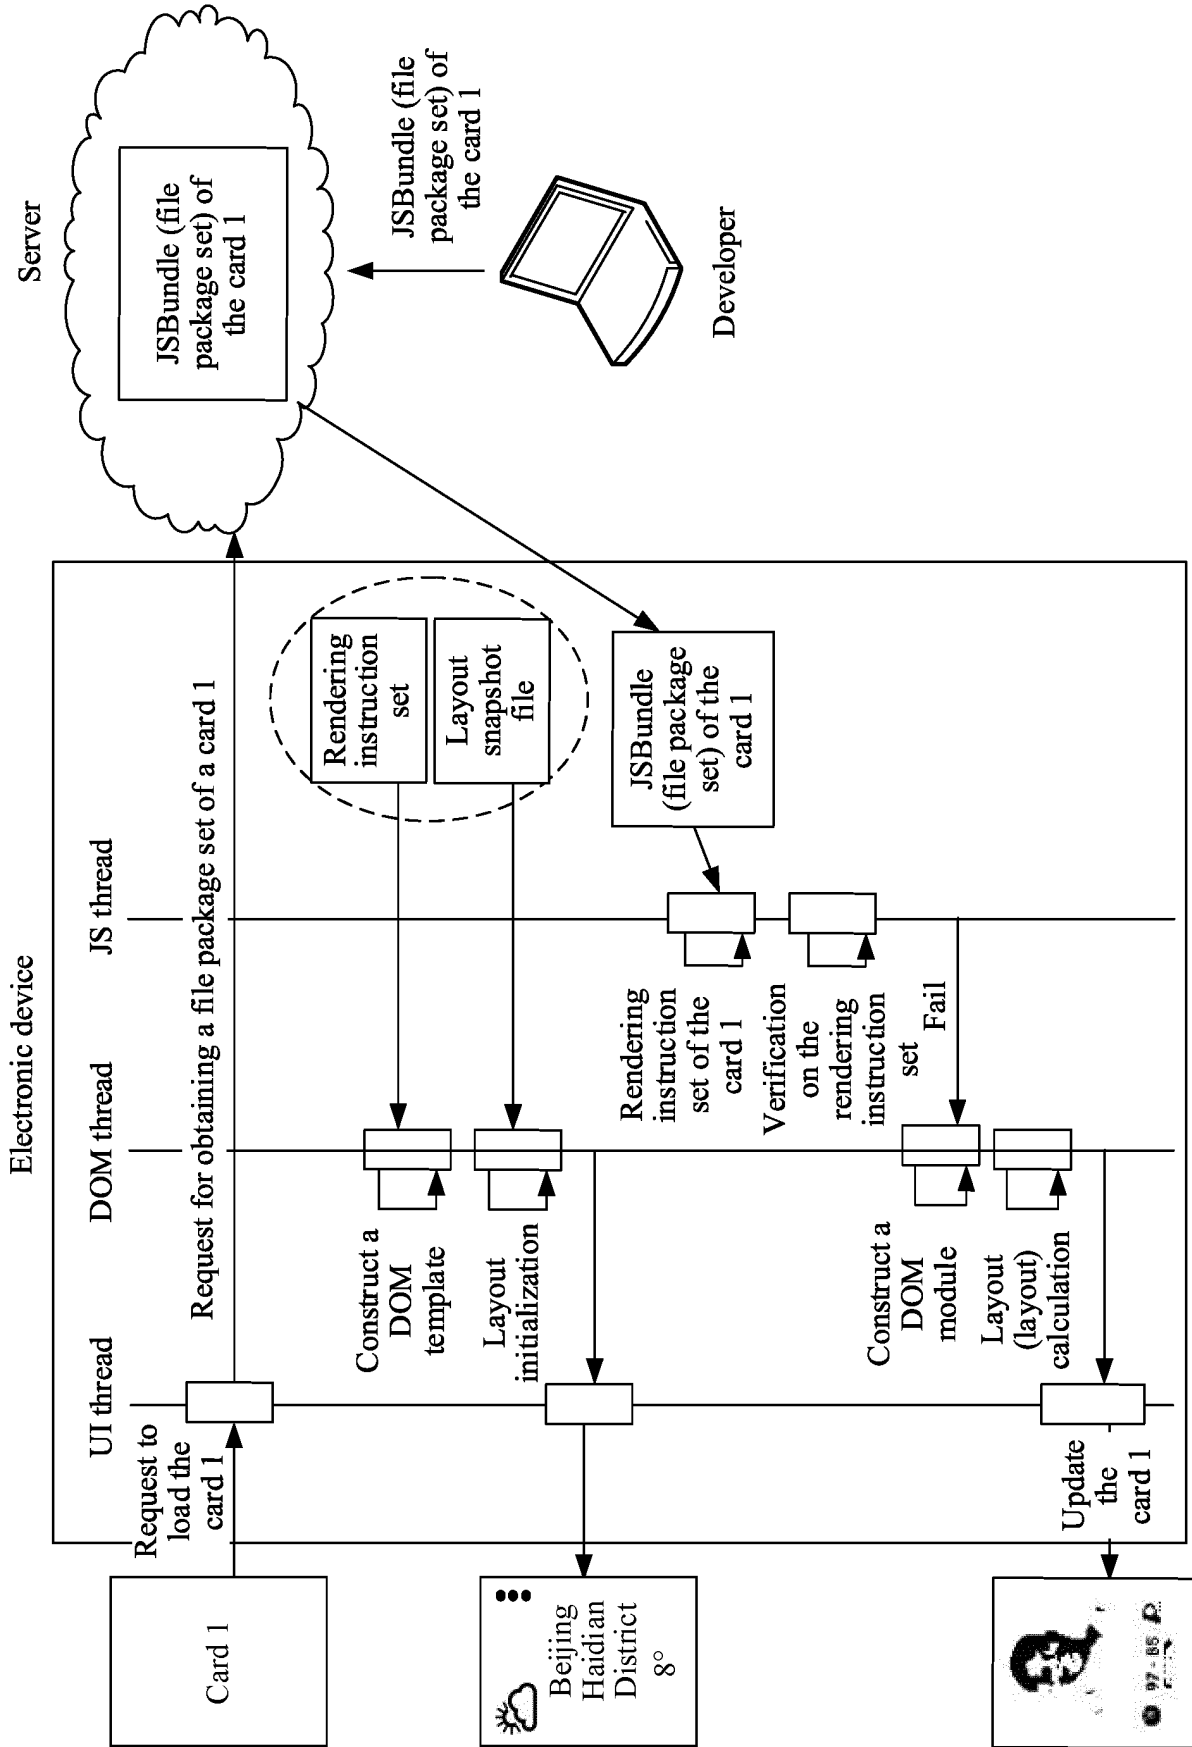 Electronic device
Server
UI thread
DOM thread
JS thread
Card 1
Request to
load the
card 1
Request for obtaining a file package set of a card 1
JSBundle (file
package set) of
the card 1
JSBundle (file
package set) of
the card 1
Developer
Rendering
instruction
set
Layout
snapshot
file
Construct a
DOM
template
Layout
initialization
Beijing
Haidian
District
8°
JSBundle
(file package
set) of the
card 1
Rendering
instruction
set of the
card 1
Verification
on the
rendering
instruction
set
Fail
Construct a
DOM
module
Layout
(layout)
calculation
Update
the
card 1